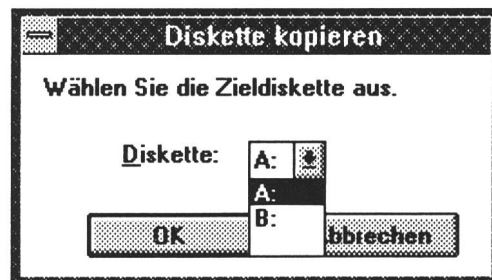 Diskette kopieren
Wählen Sie die Zieldiskette aus.
Diskette: A:
A:
B:
OK bbrechen